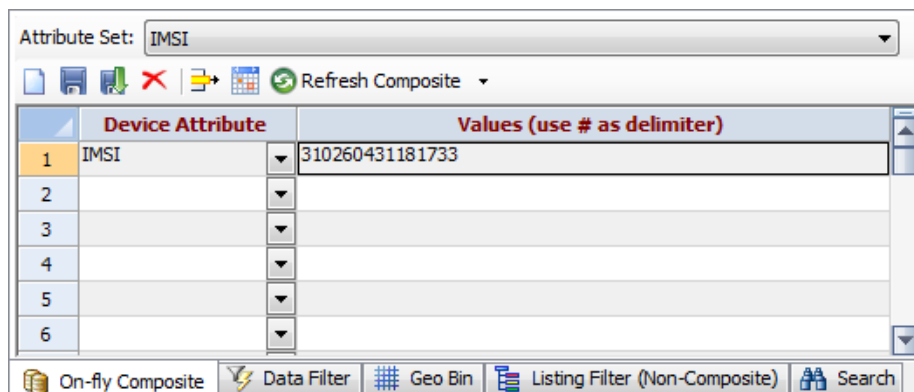 Attribute Set: IMSI
Refresh Composite
Device Attribute Values (use # as delimiter)
1 IMSI 310260431181733
2
3
4
5
6
On-fly Composite Data Filter Geo Bin Listing Filter (Non-Composite) Search